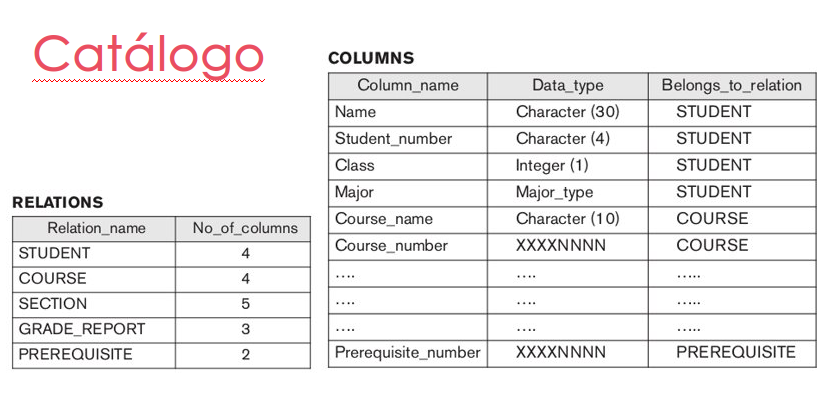 Catálogo
COLUMNS
Column_name Data_type Belongs_to_relation
Name Character (30) STUDENT
Student_number Character (4) STUDENT
Class Integer (1) STUDENT
Major Major_type STUDENT
Course_name Character (10) COURSE
Course_number XXXXNNNN COURSE
…. …. …..
…. …. …..
…. …. …..
Prerequisite_number XXXXNNNN PREREQUISITE
RELATIONS
Relation_name No_of_columns
STUDENT 4
COURSE 4
SECTION 5
GRADE_REPORT 3
PREREQUISITE 2